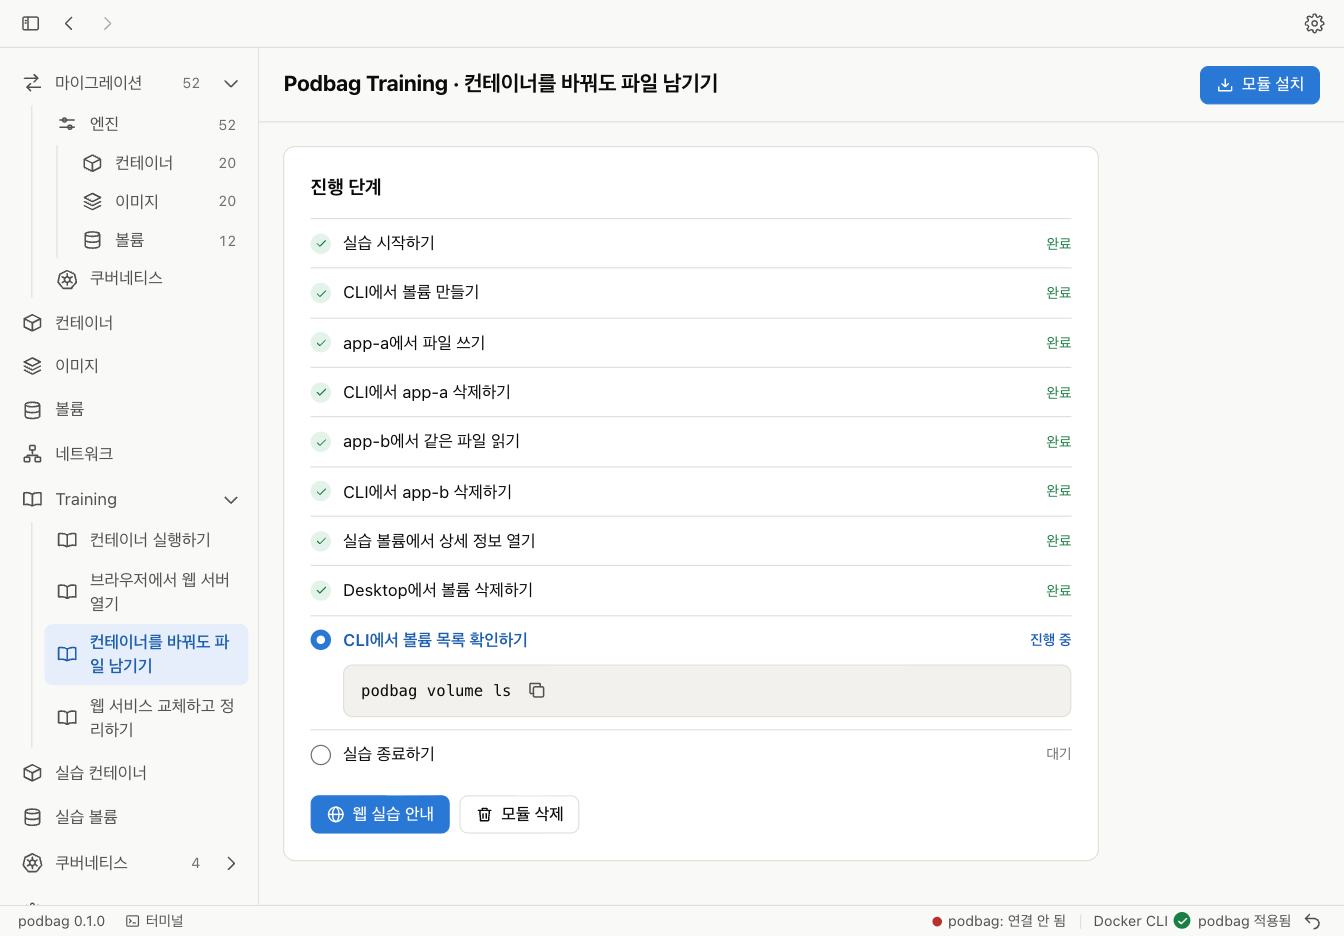 마이그레이션 52
엔진 52
컨테이너 20
이미지 20
볼륨 12
쿠버네티스
컨테이너
이미지
볼륨
네트워크
Training
컨테이너 실행하기
브라우저에서 웹 서버
열기
컨테이너를 바꿔도 파
일 남기기
웹 서비스 교체하고 정
리하기
실습 컨테이너
실습 볼륨
쿠버네티스 4
Podbag Training · 컨테이너를 바꿔도 파일 남기기
모듈 설치
진행 단계
실습 시작하기 완료
CLI에서 볼륨 만들기 완료
app-a에서 파일 쓰기 완료
CLI에서 app-a 삭제하기 완료
app-b에서 같은 파일 읽기 완료
CLI에서 app-b 삭제하기 완료
실습 볼륨에서 상세 정보 열기 완료
Desktop에서 볼륨 삭제하기 완료
CLI에서 볼륨 목록 확인하기 진행 중
podbag volume ls
실습 종료하기 대기
웹 실습 안내 모듈 삭제
podbag 0.1.0 터미널 podbag: 연결 안 됨 Docker CLI podbag 적용됨